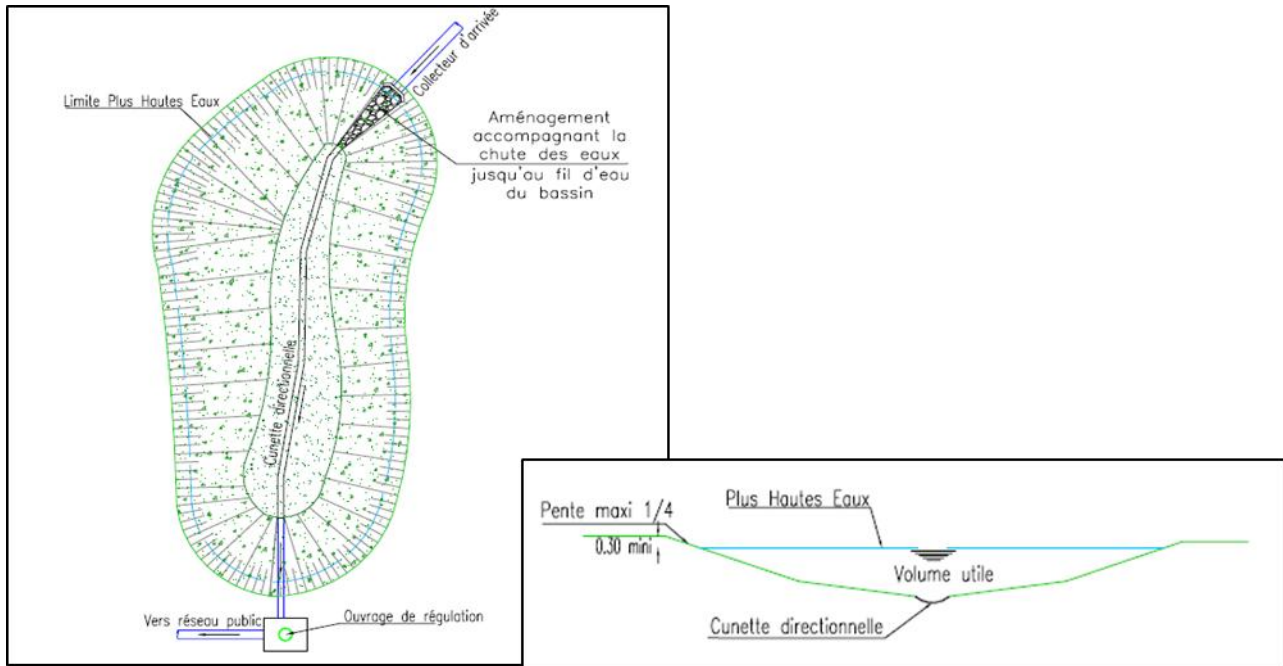 Collecteur d'arrivée
Limite Plus Hautes Eaux
Aménagement
accompagnant la
chute des eaux
jusqu'au fil d'eau
du bassin
Cunette directionnelle
Vers réseau public
Ouvrage de régulation
Pente maxi 1/4
Plus Hautes Eaux
0.30 mini
Volume utile
Cunette directionnelle